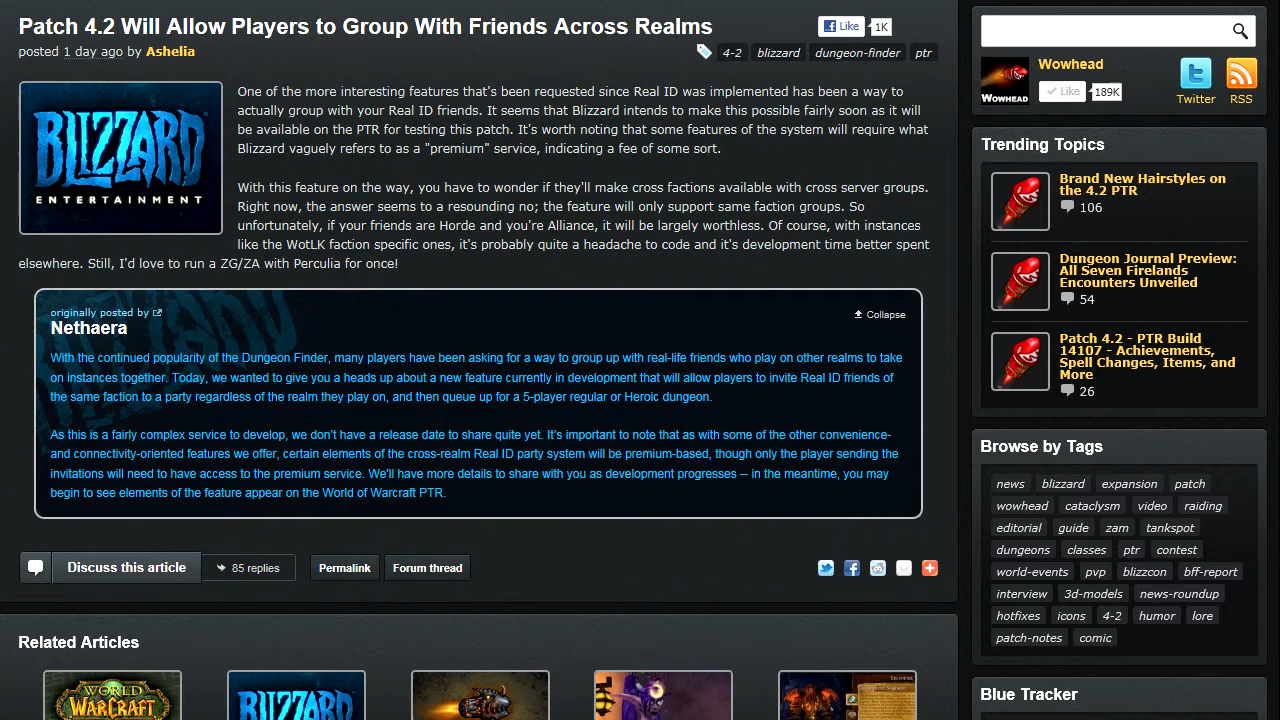 Patch 4.2 Will Allow Players to Group With Friends Across Realms
Like 1K
posted 1 day ago by Ashelia
4-2 blizzard dungeon-finder ptr
BLIZZARD
ENTERTAINMENT
One of the more interesting features that's been requested since Real ID was implemented has been a way to
actually group with your Real ID friends. It seems that Blizzard intends to make this possible fairly soon as it will
be available on the PTR for testing this patch. It's worth noting that some features of the system will require what
Blizzard vaguely refers to as a "premium" service, indicating a fee of some sort.
With this feature on the way, you have to wonder if they'll make cross factions available with cross server groups.
Right now, the answer seems to a resounding no; the feature will only support same faction groups. So
unfortunately, if your friends are Horde and you're Alliance, it will be largely worthless. Of course, with instances
like the WotLK faction specific ones, it's probably quite a headache to code and it's development time better spent
elsewhere. Still, I'd love to run a ZG/ZA with Perculia for once!
originally posted by
Nethaera
Collapse
With the continued popularity of the Dungeon Finder, many players have been asking for a way to group up with real-life friends who play on other realms to take
on instances together. Today, we wanted to give you a heads up about a new feature currently in development that will allow players to invite Real ID friends of
the same faction to a party regardless of the realm they play on, and then queue up for a 5-player regular or Heroic dungeon.
As this is a fairly complex service to develop, we don't have a release date to share quite yet. It's important to note that as with some of the other convenience-
and connectivity-oriented features we offer, certain elements of the cross-realm Real ID party system will be premium-based, though only the player sending the
invitations will need to have access to the premium service. We'll have more details to share with you as development progresses -- in the meantime, you may
begin to see elements of the feature appear on the World of Warcraft PTR.
Discuss this article
85 replies
Permalink
Forum thread
Related Articles
WORLD OF WARCRAFT
BLIZZARD
WOWHEAD
Wowhead
Like 189K
Twitter
RSS
Trending Topics
Brand New Hairstyles on
the 4.2 PTR
106
Dungeon Journal Preview:
All Seven Firelands
Encounters Unveiled
54
Patch 4.2 - PTR Build
14107 - Achievements,
Spell Changes, Items, and
More
26
Browse by Tags
news blizzard expansion patch
wowhead cataclysm video raiding
editorial guide zam tankspot
dungeons classes ptr contest
world-events pvp blizzcon bff-report
interview 3d-models news-roundup
hotfixes icons 4-2 humor lore
patch-notes comic
Blue Tracker